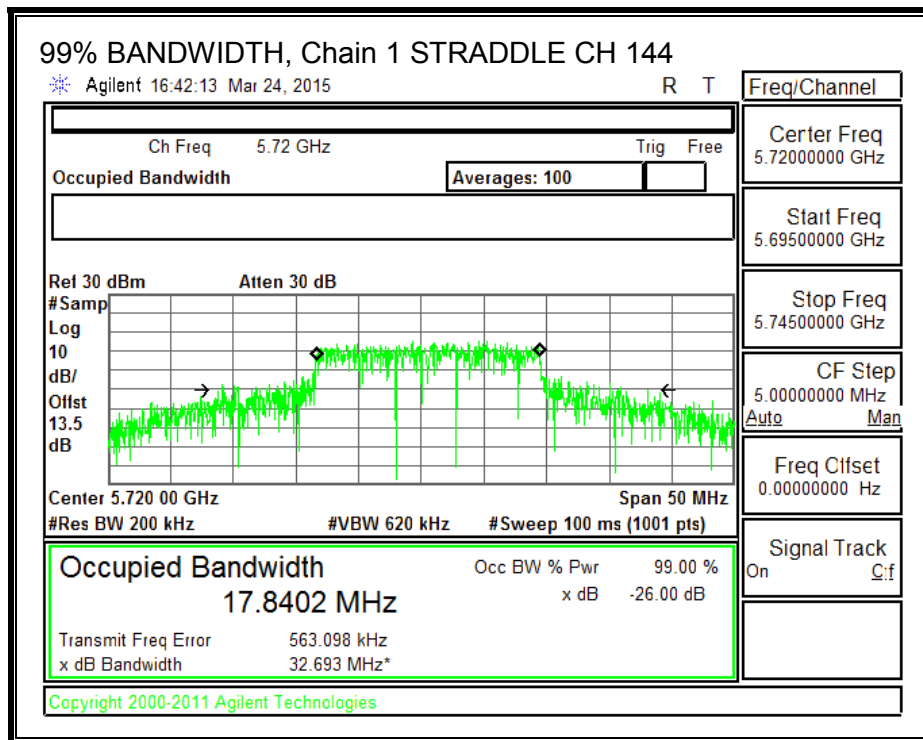 99% BANDWIDTH, Chain 1 STRADDLE CH 144
Agilent 16:42:13 Mar 24, 2015 R T
Ch Freq 5.72 GHz Trig Free
Occupied Bandwidth Averages: 100
Ref 30 dBm Atten 30 dB
#Samp
Log
10
dB/
Offst
13.5
dB
Center 5.720 00 GHz Span 50 MHz
#Res BW 200 kHz #VBW 620 kHz #Sweep 100 ms (1001 pts)
Occupied Bandwidth Occ BW % Pwr 99.00 %
17.8402 MHz x dB -26.00 dB
Transmit Freq Error 563.098 kHz
x dB Bandwidth 32.693 MHz*
Copyright 2000-2011 Agilent Technologies
Freq/Channel
Center Freq
5.72000000 GHz
Start Freq
5.69500000 GHz
Stop Freq
5.74500000 GHz
CF Step
5.00000000 MHz
Auto Man
Freq Offset
0.00000000 Hz
Signal Track
On Off